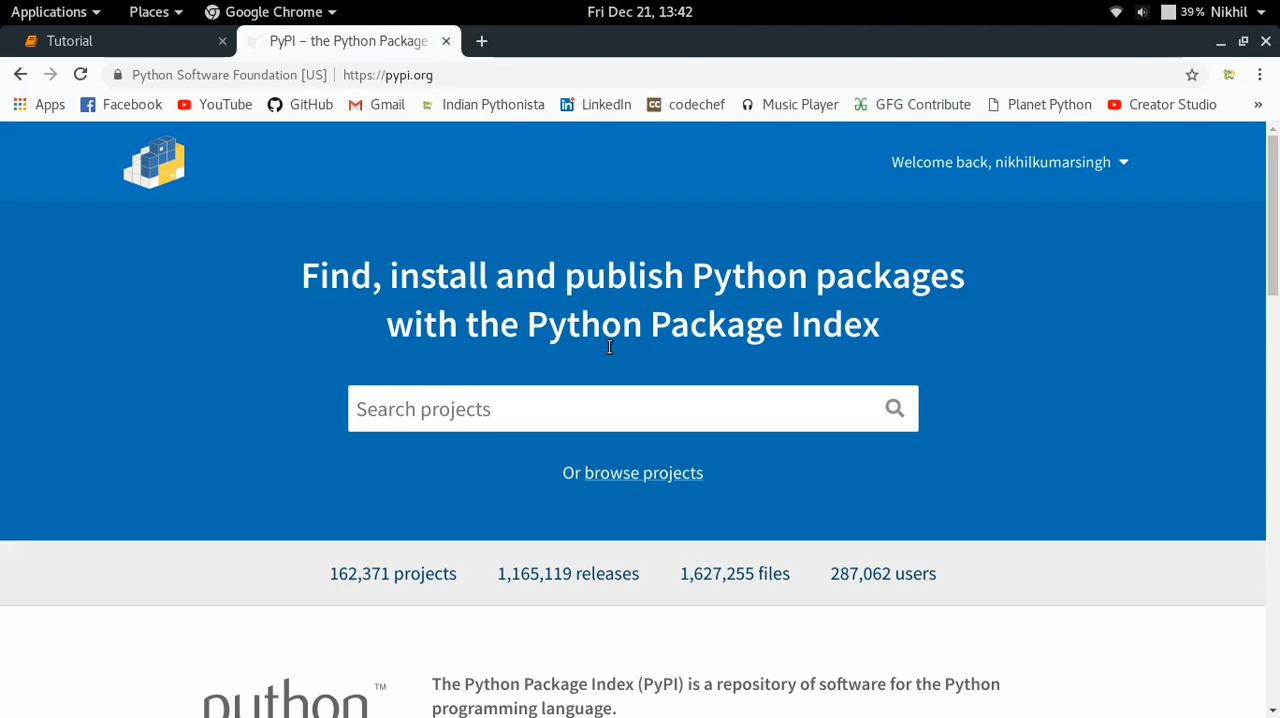 Applications Places Google Chrome Fri Dec 21, 13:42 39% Nikhil
Tutorial PyPI – the Python Package
Python Software Foundation [US] https://pypi.org
Apps Facebook YouTube GitHub Gmail Indian Pythonista LinkedIn CC codechef Music Player GFG Contribute Planet Python Creator Studio »
Welcome back, nikhilkumarsingh
Find, install and publish Python packages
with the Python Package Index
Search projects
Or browse projects
162,371 projects 1,165,119 releases 1,627,255 files 287,062 users
python™ The Python Package Index (PyPI) is a repository of software for the Python
programming language.